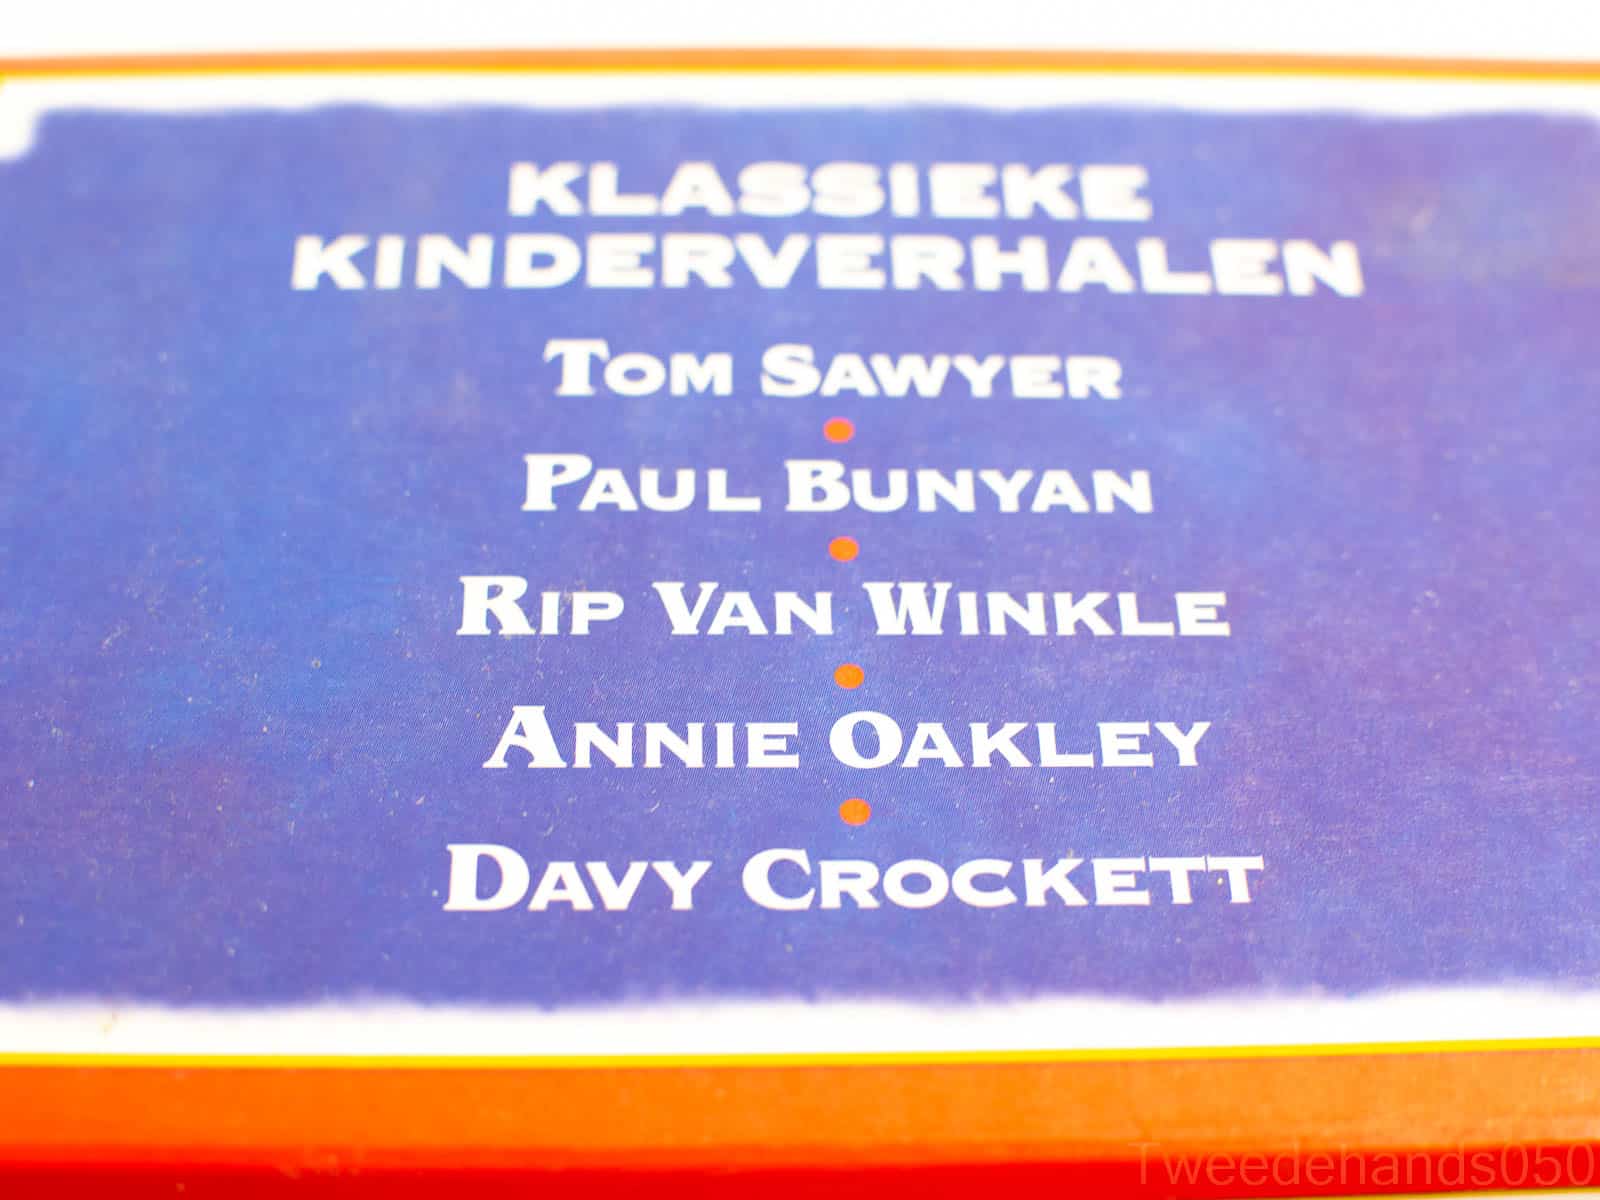 KLASSIEKE
KINDERVERHALEN
TOM SAWYER
PAUL BUNYAN
RIP VAN WINKLE
ANNIE OAKLEY
DAVY CROCKETT
Tweedehands050